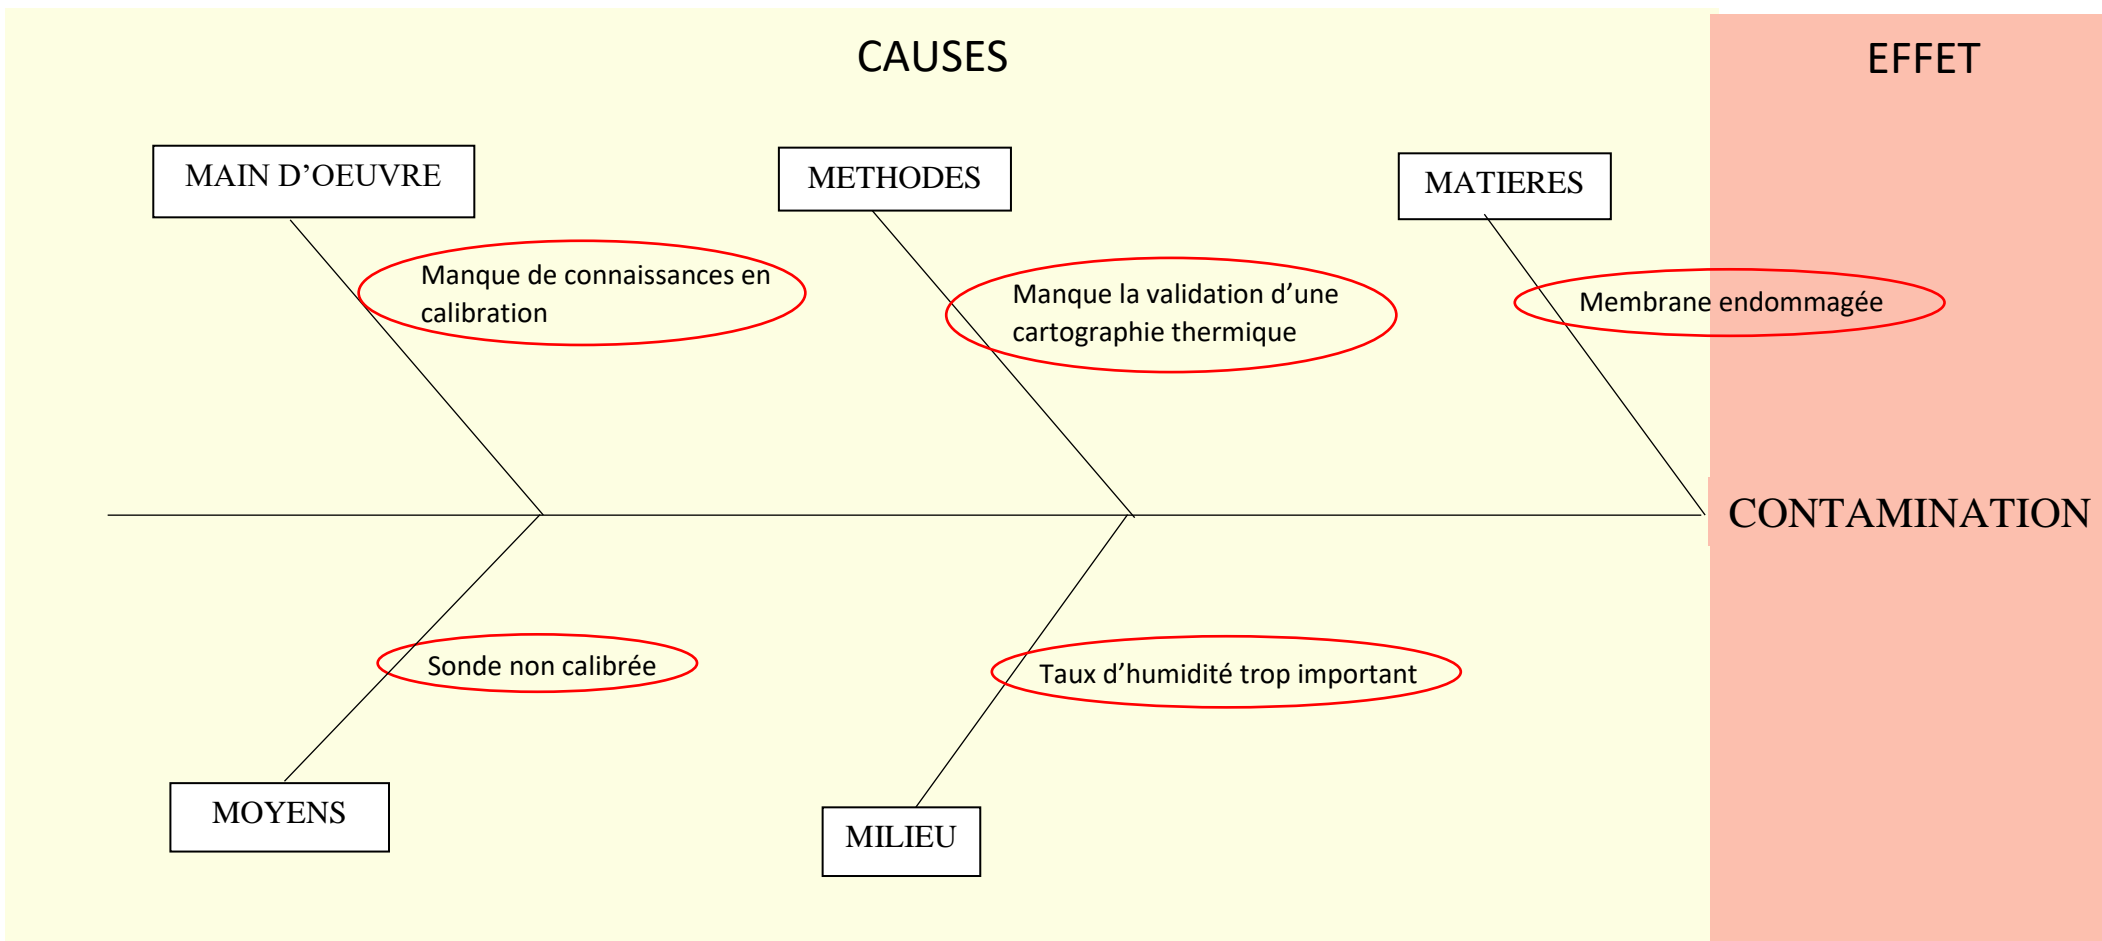 CAUSES
EFFET
MAIN D’OEUVRE
METHODES
MATIERES
Manque de connaissances en
calibration
Manque la validation d’une
cartographie thermique
Membrane endommagée
CONTAMINATION
Sonde non calibrée
Taux d’humidité trop important
MOYENS
MILIEU